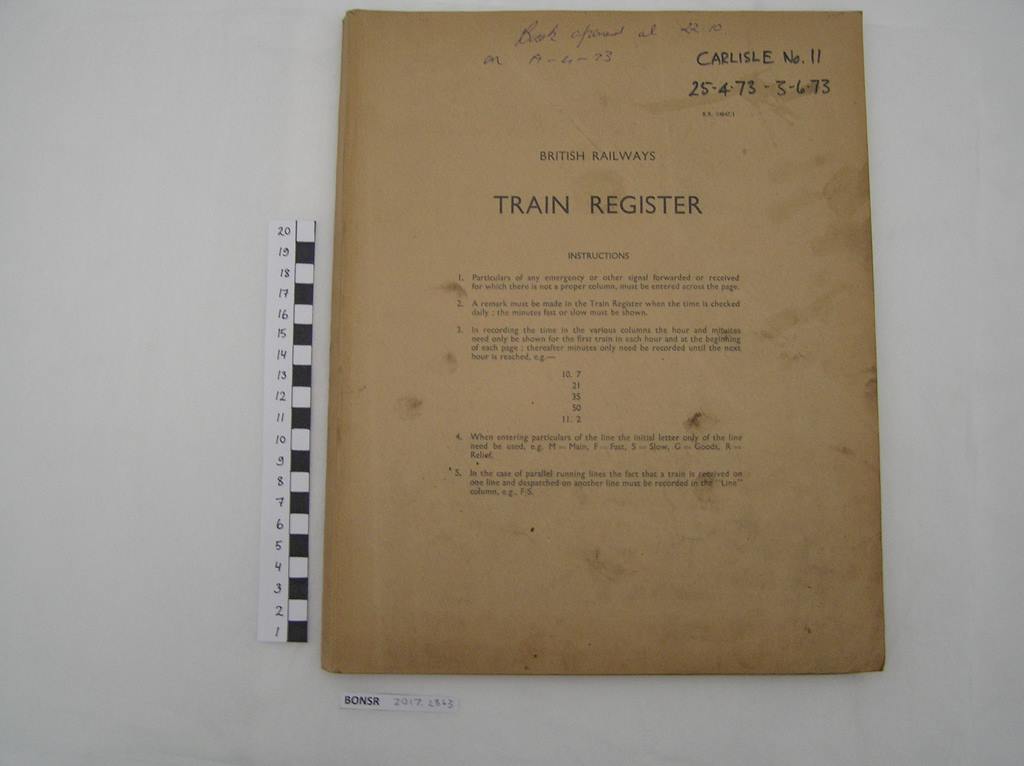 Book opened at 22.10
on
CARLISLE No. 11
25-4-73 - 3-6-73
BRITISH RAILWAYS
TRAIN REGISTER
INSTRUCTIONS
1. Particulars of any emergency or other signal forwarded or received
for which there is not a proper column, must be entered across the page.
2. A remark must be made in the Train Register when the time is checked
daily ; the minutes fast or slow must be shown.
3. In recording the time in the various columns the hour and minutes
need only be shown for the first train in each hour and at the beginning
of each page ; thereafter minutes only need be recorded until the next
hour is reached, e.g.—
10. 7
21
35
50
11. 2
4. When entering particulars of the line the initial letter only of the line
need be used, e.g. M = Main, F = Fast, S = Slow, G = Goods, R =
Relief.
5. In the case of parallel running lines the fact that a train is received on
one line and despatched on another line must be recorded in the "Line"
column, e.g., F/S.
20
19
18
17
16
15
14
13
12
11
10
9
8
7
6
5
4
3
2
1
BONSR 2017.2363